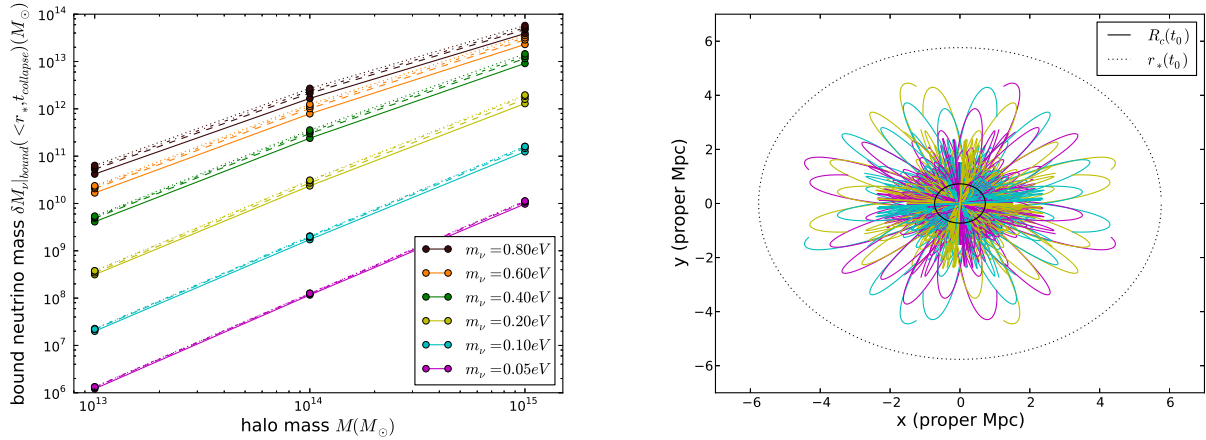 bound neutrino mass δM_ν|_bound(<r_*,t_collapse)(M_⊙)
10^14
10^13
10^12
10^11
10^10
10^9
10^8
10^7
10^6
m_ν=0.80eV
m_ν=0.60eV
m_ν=0.40eV
m_ν=0.20eV
m_ν=0.10eV
m_ν=0.05eV
10^13 10^14 10^15
halo mass M(M_⊙)
y (proper Mpc)
6
4
2
0
−2
−4
−6
R_c(t_0)
r_*(t_0)
−6 −4 −2 0 2 4 6
x (proper Mpc)